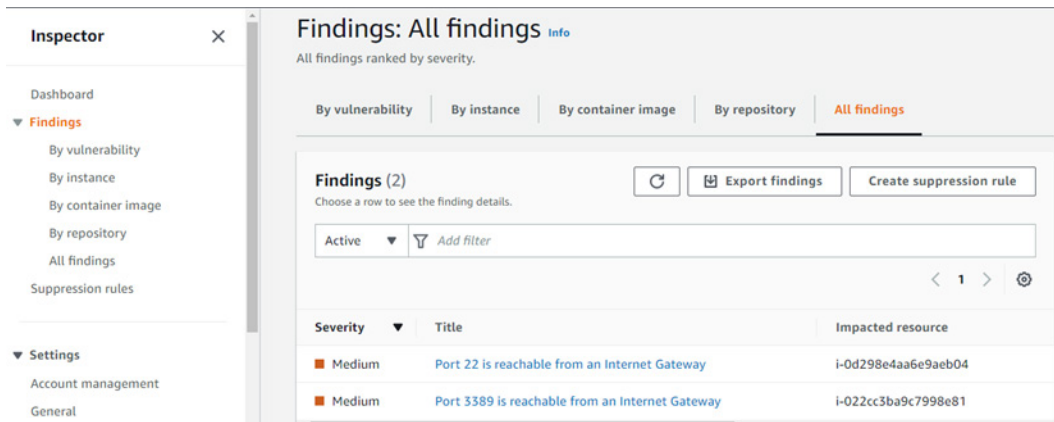 Inspector
Dashboard
Findings
By vulnerability
By instance
By container image
By repository
All findings
Suppression rules
Settings
Account management
General
Findings: All findings Info
All findings ranked by severity.
By vulnerability By instance By container image By repository All findings
Findings (2) Export findings Create suppression rule
Choose a row to see the finding details.
Active Add filter
1
Severity Title Impacted resource
Medium Port 22 is reachable from an Internet Gateway i-0d298e4aa6e9aeb04
Medium Port 3389 is reachable from an Internet Gateway i-022cc3ba9c7998e81